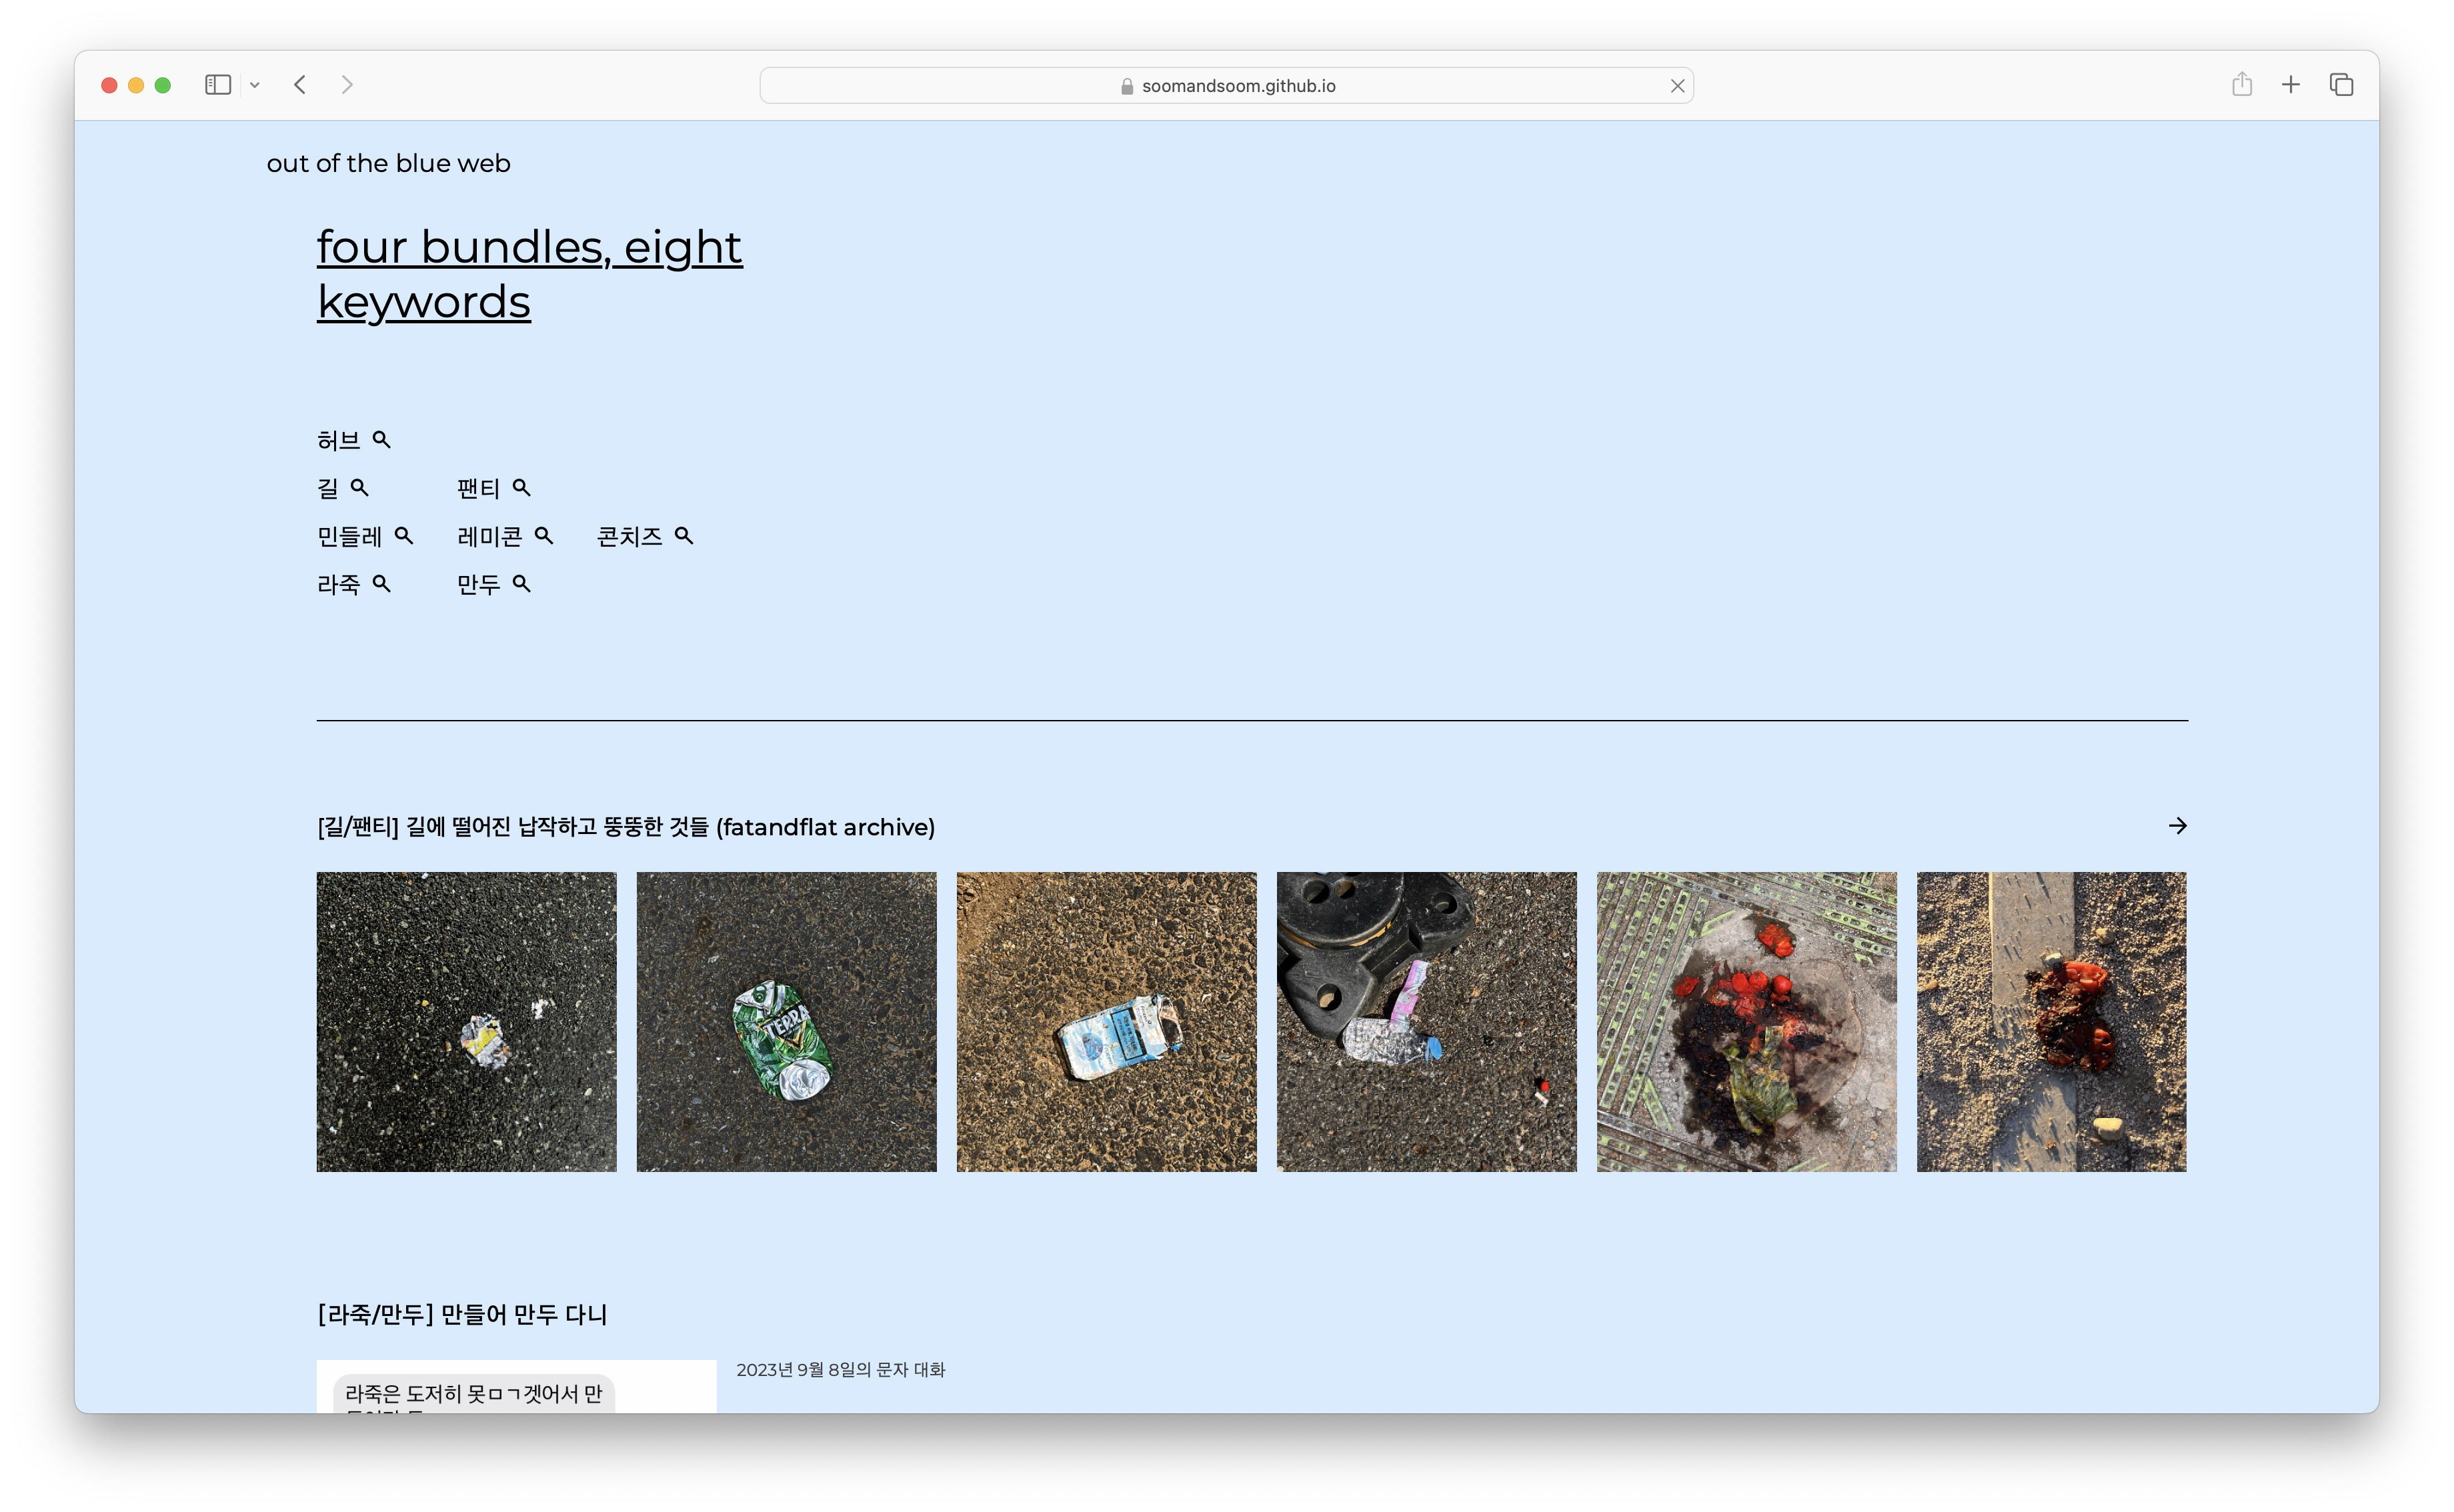 soomandsoom.github.io
out of the blue web
four bundles, eight
keywords
허브
길 팬티
민들레 레미콘 콘치즈
라죽 만두
[길/팬티] 길에 떨어진 납작하고 뚱뚱한 것들 (fatandflat archive)
TERRA
[라죽/만두] 만들어 만두 다니
2023년 9월 8일의 문자 대화
라죽은 도저히 못ㅁㄱ겟어서 만